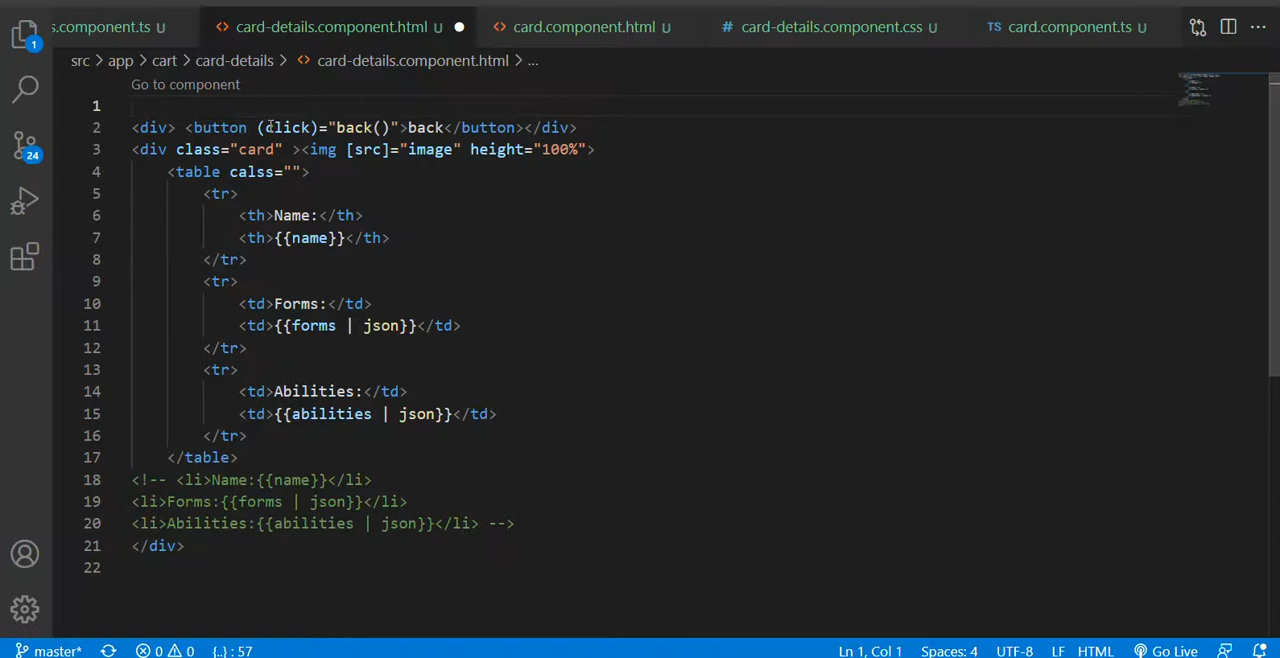 s.component.ts U card-details.component.html U card.component.html U card-details.component.css U card.component.ts U
1
src > app > cart > card-details > card-details.component.html > ...
Go to component
1
2 <div> <button (click)="back()">back</button></div>
3 <div class="card" ><img [src]="image" height="100%">
4 <table calss="">
5 <tr>
6 <th>Name:</th>
7 <th>{{name}}</th>
8 </tr>
9 <tr>
10 <td>Forms:</td>
11 <td>{{forms | json}}</td>
12 </tr>
13 <tr>
14 <td>Abilities:</td>
15 <td>{{abilities | json}}</td>
16 </tr>
17 </table>
18 <!-- <li>Name:{{name}}</li>
19 <li>Forms:{{forms | json}}</li>
20 <li>Abilities:{{abilities | json}}</li> -->
21 </div>
22
24
master* 0 0 {..} : 57 Ln 1, Col 1 Spaces: 4 UTF-8 LF HTML Go Live